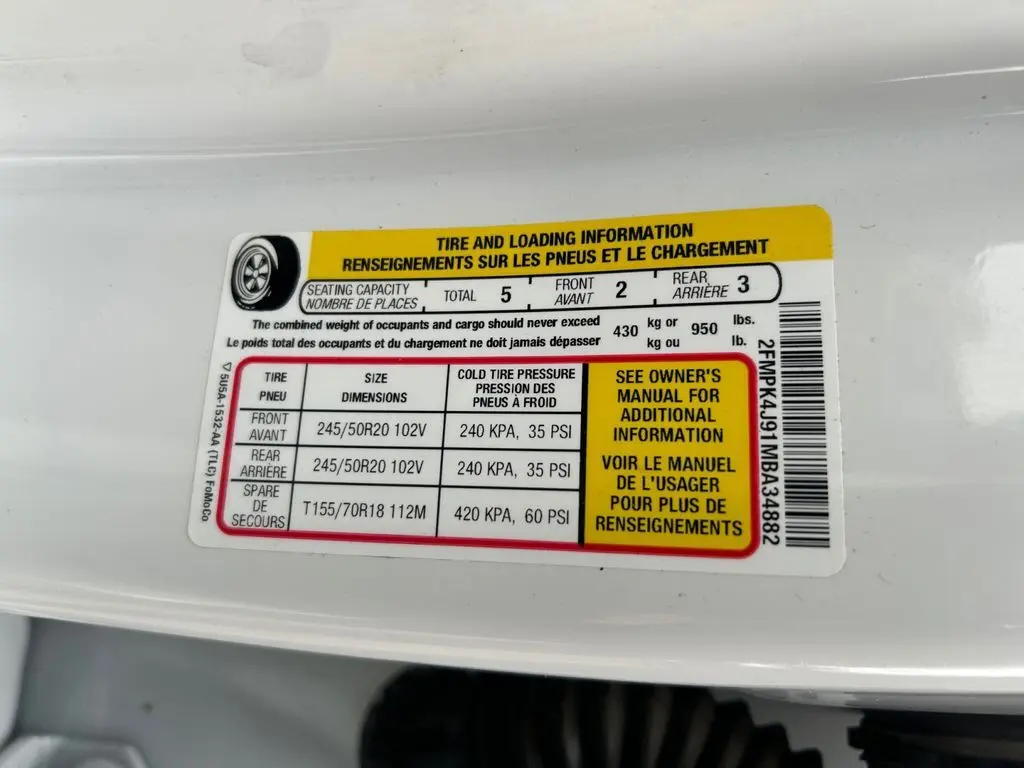 TIRE AND LOADING INFORMATION
RENSEIGNEMENTS SUR LES PNEUS ET LE CHARGEMENT
SEATING CAPACITY
NOMBRE DE PLACES
TOTAL 5
FRONT
AVANT
2
REAR
ARRIÈRE
3
The combined weight of occupants and cargo should never exceed
Le poids total des occupants et du chargement ne doit jamais dépasser
430
kg or
kg ou
950
lbs.
lb.
TIRE
PNEU
SIZE
DIMENSIONS
COLD TIRE PRESSURE
PRESSION DES
PNEUS À FROID
FRONT
AVANT
245/50R20 102V
240 KPA, 35 PSI
REAR
ARRIÈRE
245/50R20 102V
240 KPA, 35 PSI
SPARE
DE
SECOURS
T155/70R18 112M
420 KPA, 60 PSI
SEE OWNER'S
MANUAL FOR
ADDITIONAL
INFORMATION
VOIR LE MANUEL
DE L'USAGER
POUR PLUS DE
RENSEIGNEMENTS
2FMPK4J91MBA34882
▽ 5U5A-1532-AA (TLC) FoMoCo